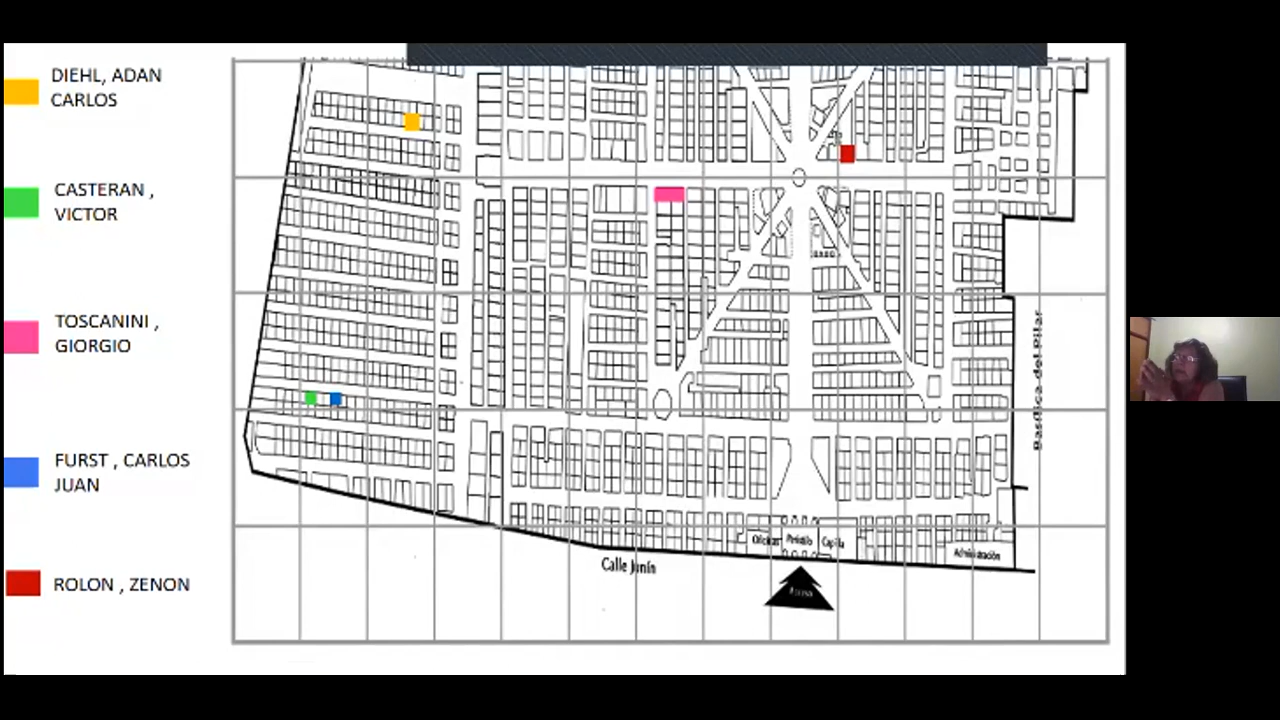 DIEHL, ADAN
CARLOS
CASTERAN ,
VICTOR
TOSCANINI ,
GIORGIO
FURST , CARLOS
JUAN
ROLON , ZENON
Basílica del Pilar
Oficinas Peristilo Capilla
Administración
Calle Junín